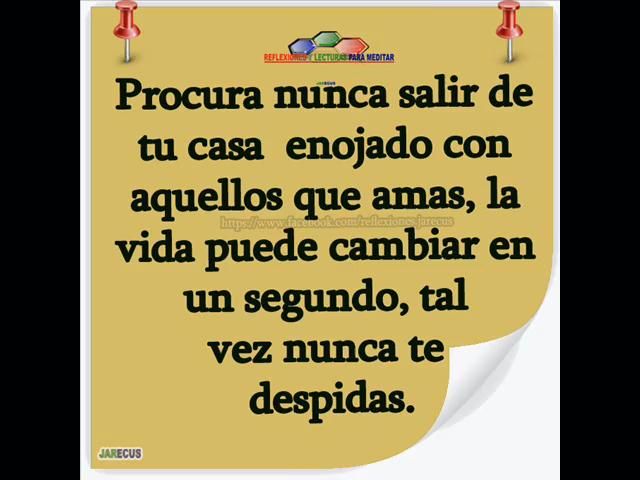 REFLEXIONES Y LECTURAS PARA MEDITAR
JARECUS
Procura nunca salir de
tu casa enojado con
aquellos que amas, la
https://www.facebook.com/reflexiones.jarecus
vida puede cambiar en
un segundo, tal
vez nunca te
despidas.
JARECUS